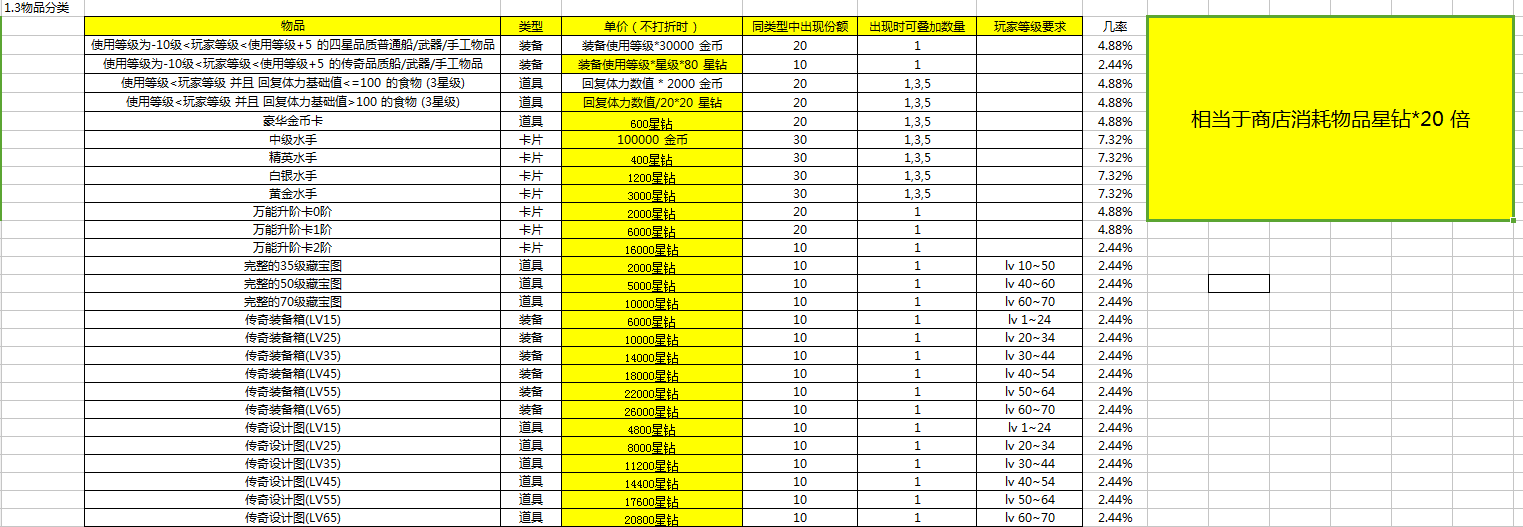 1.3物品分类
物品 类型 单价（不打折时） 同类型中出现份额 出现时可叠加数量 玩家等级要求 几率
使用等级为-10级<玩家等级<使用等级+5 的四星品质普通船/武器/手工物品 装备 装备使用等级*30000 金币 20 1 4.88%
使用等级为-10级<玩家等级<使用等级+5 的传奇品质船/武器/手工物品 装备 装备使用等级*星级*80 星钻 10 1 2.44%
使用等级<玩家等级 并且 回复体力基础值<=100 的食物 (3星级) 道具 回复体力数值 * 2000 金币 20 1,3,5 4.88%
使用等级<玩家等级 并且 回复体力基础值>100 的食物 (3星级) 道具 回复体力数值/20*20 星钻 20 1,3,5 4.88%
豪华金币卡 道具 600星钻 20 1,3,5 4.88%
中级水手 卡片 100000 金币 30 1,3,5 7.32%
精英水手 卡片 400星钻 30 1,3,5 7.32%
白银水手 卡片 1200星钻 30 1,3,5 7.32%
黄金水手 卡片 3000星钻 30 1,3,5 7.32%
万能升阶卡0阶 卡片 2000星钻 20 1 4.88%
万能升阶卡1阶 卡片 6000星钻 20 1 4.88%
万能升阶卡2阶 卡片 16000星钻 10 1 2.44%
完整的35级藏宝图 道具 2000星钻 10 1 lv 10~50 2.44%
完整的50级藏宝图 道具 5000星钻 10 1 lv 40~60 2.44%
完整的70级藏宝图 道具 10000星钻 10 1 lv 60~70 2.44%
传奇装备箱(LV15) 装备 6000星钻 10 1 lv 1~24 2.44%
传奇装备箱(LV25) 装备 10000星钻 10 1 lv 20~34 2.44%
传奇装备箱(LV35) 装备 14000星钻 10 1 lv 30~44 2.44%
传奇装备箱(LV45) 装备 18000星钻 10 1 lv 40~54 2.44%
传奇装备箱(LV55) 装备 22000星钻 10 1 lv 50~64 2.44%
传奇装备箱(LV65) 装备 26000星钻 10 1 lv 60~70 2.44%
传奇设计图(LV15) 道具 4800星钻 10 1 lv 1~24 2.44%
传奇设计图(LV25) 道具 8000星钻 10 1 lv 20~34 2.44%
传奇设计图(LV35) 道具 11200星钻 10 1 lv 30~44 2.44%
传奇设计图(LV45) 道具 14400星钻 10 1 lv 40~54 2.44%
传奇设计图(LV55) 道具 17600星钻 10 1 lv 50~64 2.44%
传奇设计图(LV65) 道具 20800星钻 10 1 lv 60~70 2.44%
相当于商店消耗物品星钻*20 倍